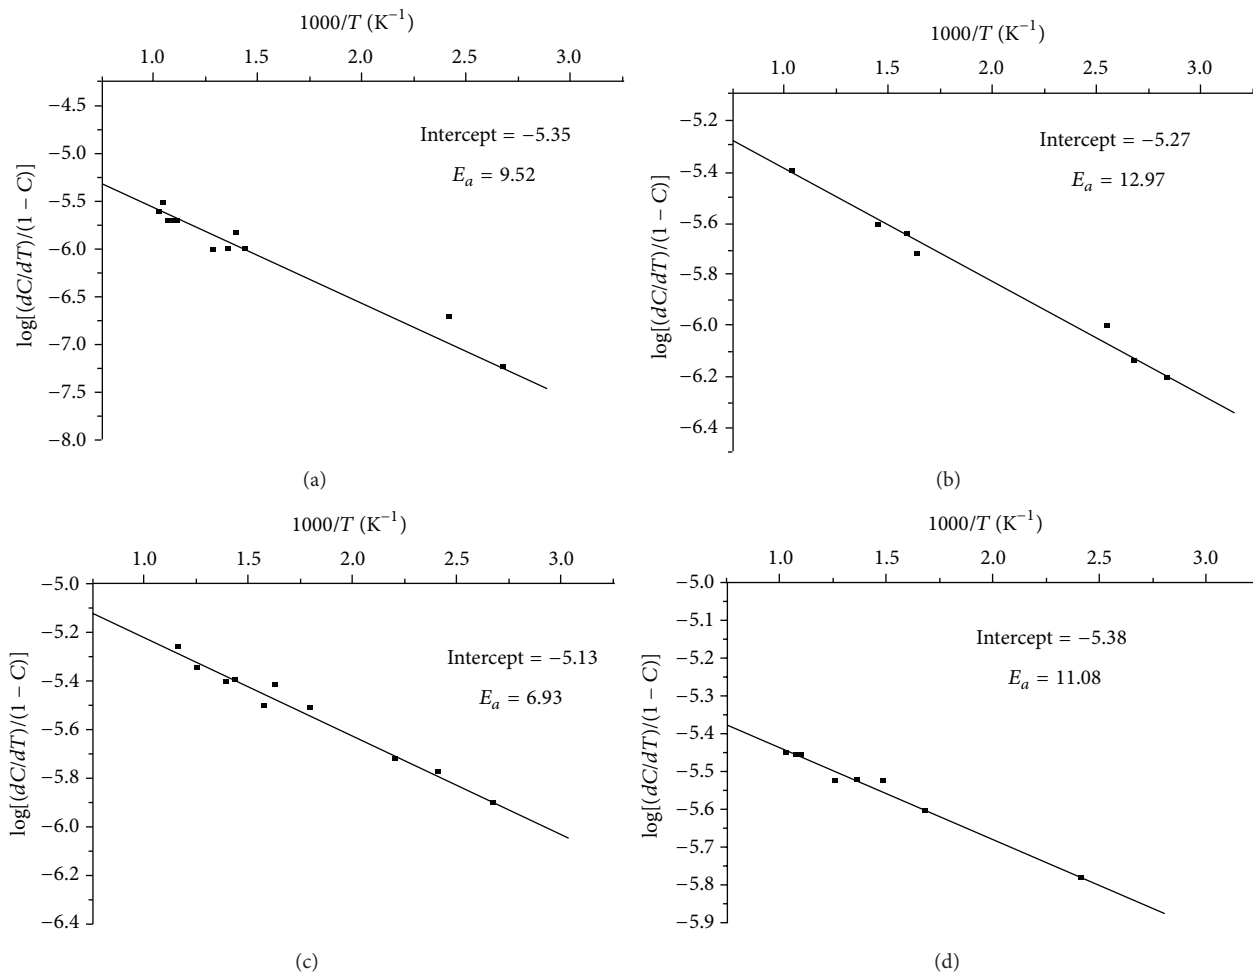 1000/T (K⁻¹)
1.0 1.5 2.0 2.5 3.0
−4.5
−5.0
−5.5
−6.0
−6.5
−7.0
−7.5
−8.0
log[(dC/dT)/(1 − C)]
Intercept = −5.35
Eₐ = 9.52
(a)
1000/T (K⁻¹)
1.0 1.5 2.0 2.5 3.0
−5.2
−5.4
−5.6
−5.8
−6.0
−6.2
−6.4
log[(dC/dT)/(1 − C)]
Intercept = −5.27
Eₐ = 12.97
(b)
1000/T (K⁻¹)
1.0 1.5 2.0 2.5 3.0
−5.0
−5.2
−5.4
−5.6
−5.8
−6.0
−6.2
−6.4
log[(dC/dT)/(1 − C)]
Intercept = −5.13
Eₐ = 6.93
(c)
1000/T (K⁻¹)
1.0 1.5 2.0 2.5 3.0
−5.0
−5.1
−5.2
−5.3
−5.4
−5.5
−5.6
−5.7
−5.8
−5.9
log[(dC/dT)/(1 − C)]
Intercept = −5.38
Eₐ = 11.08
(d)